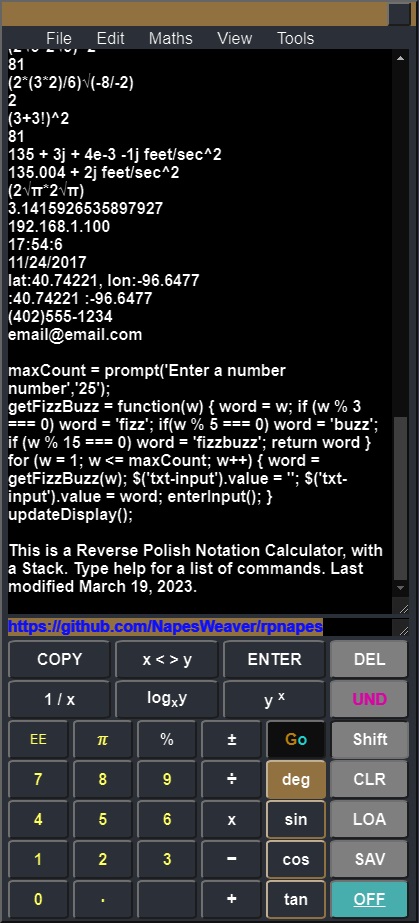 File Edit Maths View Tools
81
(2*(3*2)/6)√(-8/-2)
2
(3+3!)^2
81
135 + 3j + 4e-3 -1j feet/sec^2
135.004 + 2j feet/sec^2
(2√π*2√π)
3.1415926535897927
192.168.1.100
17:54:6
11/24/2017
lat:40.74221, lon:-96.6477
:40.74221 :-96.6477
(402)555-1234
email@email.com
maxCount = prompt('Enter a number
number','25');
getFizzBuzz = function(w) { word = w; if (w % 3
=== 0) word = 'fizz'; if(w % 5 === 0) word = 'buzz';
if (w % 15 === 0) word = 'fizzbuzz'; return word }
for (w = 1; w <= maxCount; w++) { word =
getFizzBuzz(w); $('txt-input').value = ''; $('txt-
input').value = word; enterInput(); }
updateDisplay();
This is a Reverse Polish Notation Calculator, with
a Stack. Type help for a list of commands. Last
modified March 19, 2023.
https://github.com/NapesWeaver/rpnapes
COPY x < > y ENTER DEL
1 / x logxy y x UND
EE π % ± Go Shift
7 8 9 ÷ deg CLR
4 5 6 x sin LOA
1 2 3 − cos SAV
0 . + tan OFF